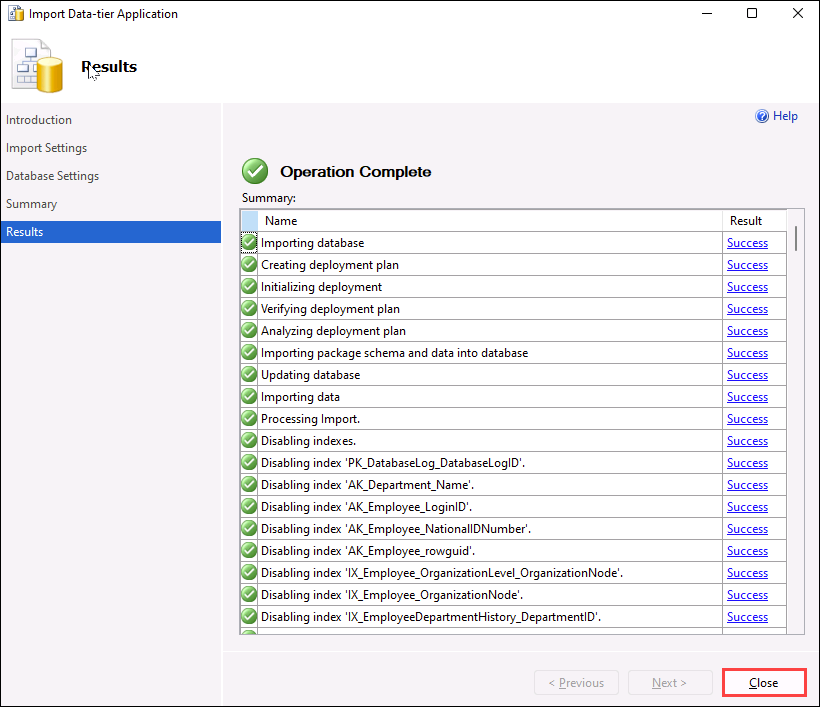 Import Data-tier Application
Results
Introduction
Import Settings
Database Settings
Summary
Results
Help
Operation Complete
Summary:
Name Result
Importing database Success
Creating deployment plan Success
Initializing deployment Success
Verifying deployment plan Success
Analyzing deployment plan Success
Importing package schema and data into database Success
Updating database Success
Importing data Success
Processing Import. Success
Disabling indexes. Success
Disabling index 'PK_DatabaseLog_DatabaseLogID'. Success
Disabling index 'AK_Department_Name'. Success
Disabling index 'AK_Employee_LoginID'. Success
Disabling index 'AK_Employee_NationalIDNumber'. Success
Disabling index 'AK_Employee_rowguid'. Success
Disabling index 'IX_Employee_OrganizationLevel_OrganizationNode'. Success
Disabling index 'IX_Employee_OrganizationNode'. Success
Disabling index 'IX_EmployeeDepartmentHistory_DepartmentID'. Success
< Previous Next > Close